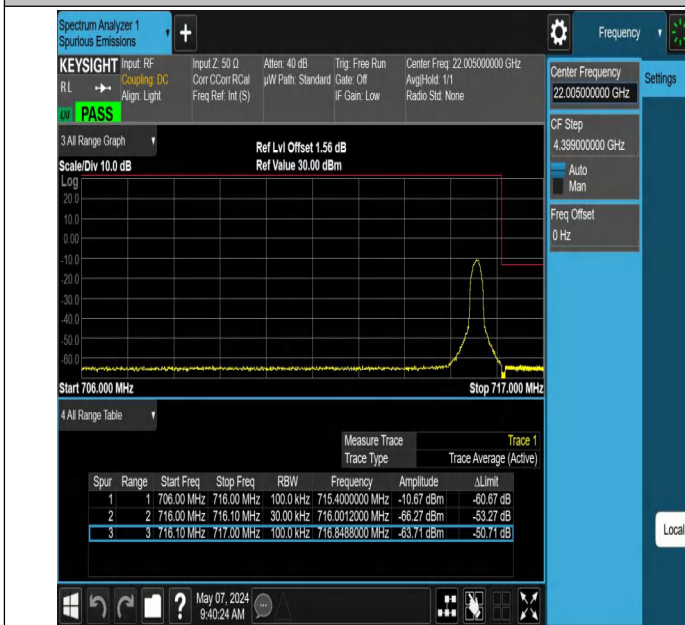 Spectrum Analyzer 1
Spurious Emissions
+
Frequency
KEYSIGHT
RL
Input: RF
Coupling: DC
Align: Light
Input Z: 50 Ω
Corr CCorr RCal
Freq Ref: Int (S)
Atten: 40 dB
µW Path: Standard
Trig: Free Run
Gate: Off
IF Gain: Low
Center Freq: 22.005000000 GHz
Avg|Hold: 1/1
Radio Std: None
PASS
Center Frequency
22.005000000 GHz
Settings
CF Step
4.399000000 GHz
Auto
Man
Freq Offset
0 Hz
3 All Range Graph
Ref Lvl Offset 1.56 dB
Scale/Div 10.0 dB
Ref Value 30.00 dBm
Log
20.0
10.0
0.00
-10.0
-20.0
-30.0
-40.0
-50.0
-60.0
Start 706.000 MHz
Stop 717.000 MHz
4 All Range Table
Measure Trace Trace 1
Trace Type Trace Average (Active)
Spur Range Start Freq Stop Freq RBW Frequency Amplitude ΔLimit
1 1 706.00 MHz 716.00 MHz 100.0 kHz 715.4000000 MHz -10.67 dBm -60.67 dB
2 2 716.00 MHz 716.10 MHz 30.00 kHz 716.0012000 MHz -66.27 dBm -53.27 dB
3 3 716.10 MHz 717.00 MHz 100.0 kHz 716.8488000 MHz -63.71 dBm -50.71 dB
Local
?
May 07, 2024
9:40:24 AM